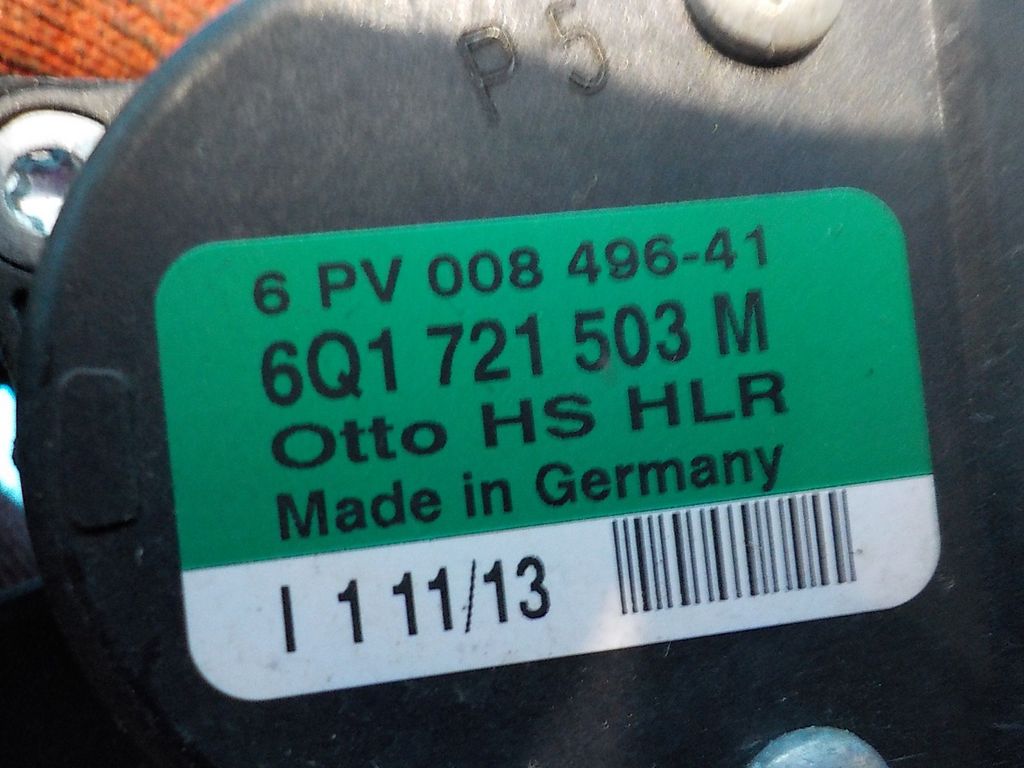 P5
6 PV 008 496-41
6Q1 721 503 M
Otto HS HLR
Made in Germany
I 1 11/13